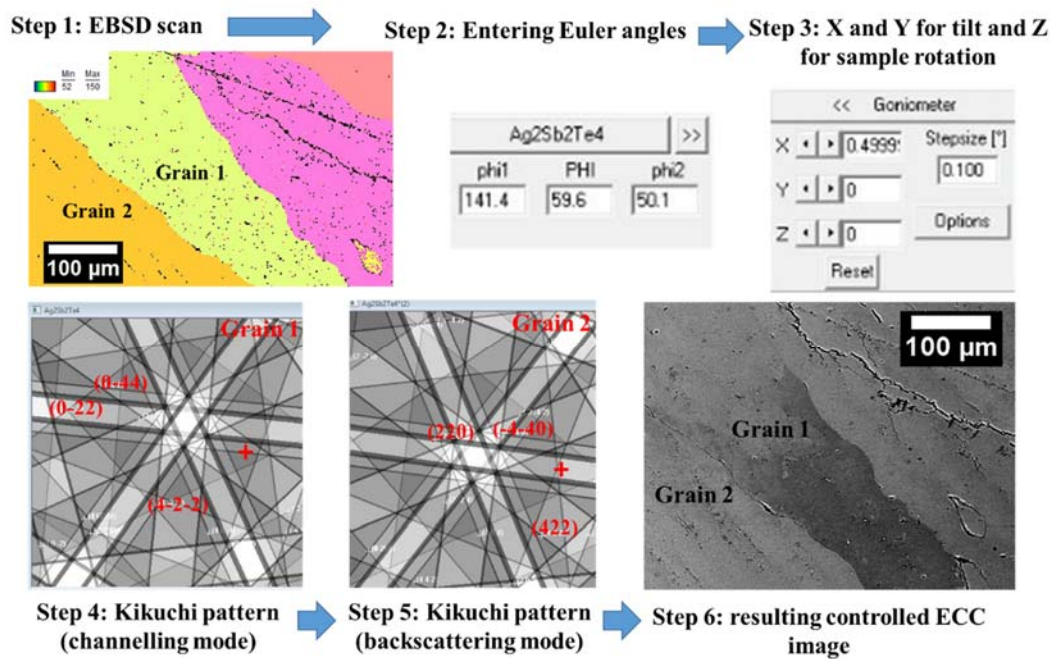 Step 1: EBSD scan
Step 2: Entering Euler angles
Step 3: X and Y for tilt and Z
for sample rotation
Min Max
52 150
Grain 1
Grain 2
100 µm
Ag2Sb2Te4 >>
phi1 PHI phi2
141.4 59.6 50.1
<< Goniometer
X 0.4999 Stepsize [°]
0.100
Y 0
Options
Z 0
Reset
Ag2Sb2Te4
Grain 1
(0-44)
(0-22)
(4-2-2)
Ag2Sb2Te4*(2)
Grain 2
(220) (-4-40)
(422)
100 µm
Grain 1
Grain 2
Step 4: Kikuchi pattern
(channelling mode)
Step 5: Kikuchi pattern
(backscattering mode)
Step 6: resulting controlled ECC
image